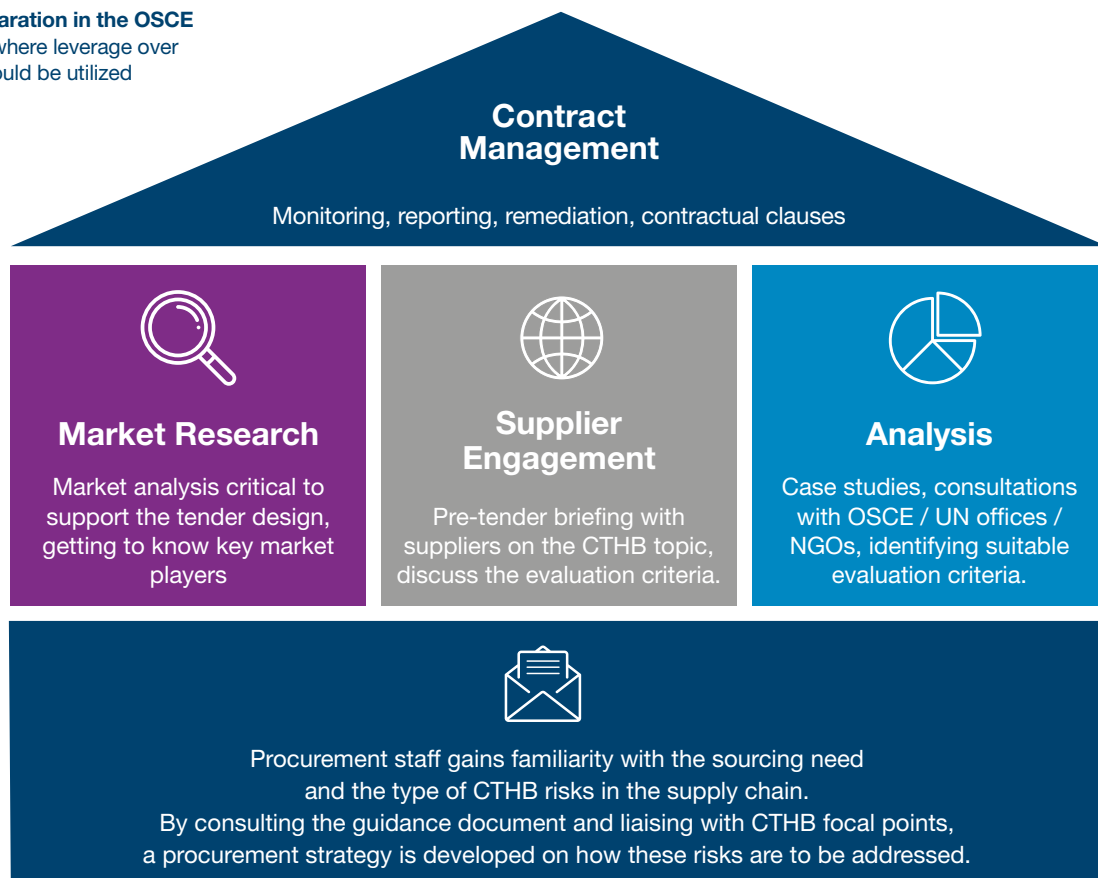 aration in the OSCE
where leverage over
ould be utilized
Contract
Management
Monitoring, reporting, remediation, contractual clauses
Market Research
Market analysis critical to
support the tender design,
getting to know key market
players
Supplier
Engagement
Pre-tender briefing with
suppliers on the CTHB topic,
discuss the evaluation criteria.
Analysis
Case studies, consultations
with OSCE / UN offices /
NGOs, identifying suitable
evaluation criteria.
Procurement staff gains familiarity with the sourcing need
and the type of CTHB risks in the supply chain.
By consulting the guidance document and liaising with CTHB focal points,
a procurement strategy is developed on how these risks are to be addressed.